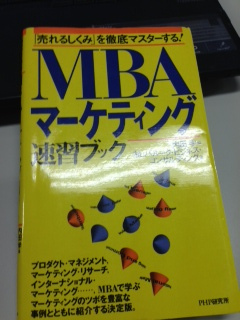 「売れるしくみ」を徹底マスターする!
MBA
マーケティング
速習ブック
プロダクト・マネジメント、
マーケティング・リサーチ、
インターナショナル・
マーケティング……、MBAで学ぶ
マーケティングのツボを豊富な
事例とともに紹介する決定版。
PHP研究所